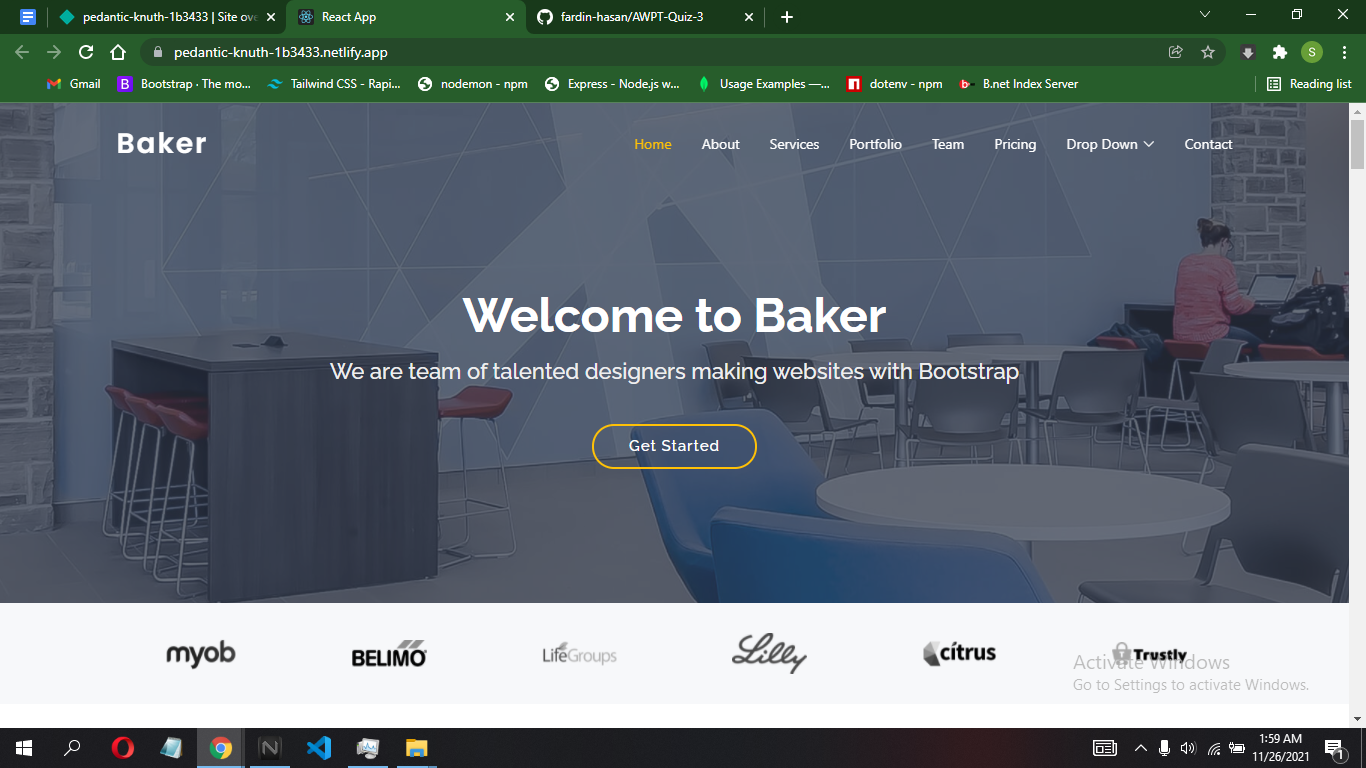 pedantic-knuth-1b3433 | Site ove
React App
fardin-hasan/AWPT-Quiz-3
pedantic-knuth-1b3433.netlify.app
S
Gmail
B Bootstrap · The mo...
Tailwind CSS - Rapi...
nodemon - npm
Express - Node.js w...
Usage Examples —...
dotenv - npm
b- B.net Index Server
Reading list
Baker
Home
About
Services
Portfolio
Team
Pricing
Drop Down
Contact
Welcome to Baker
We are team of talented designers making websites with Bootstrap
Get Started
myob
BELIMO
LifeGroups
Lilly
cítrus
Trustly
Activate Windows
Go to Settings to activate Windows.
N
1:59 AM
11/26/2021
1